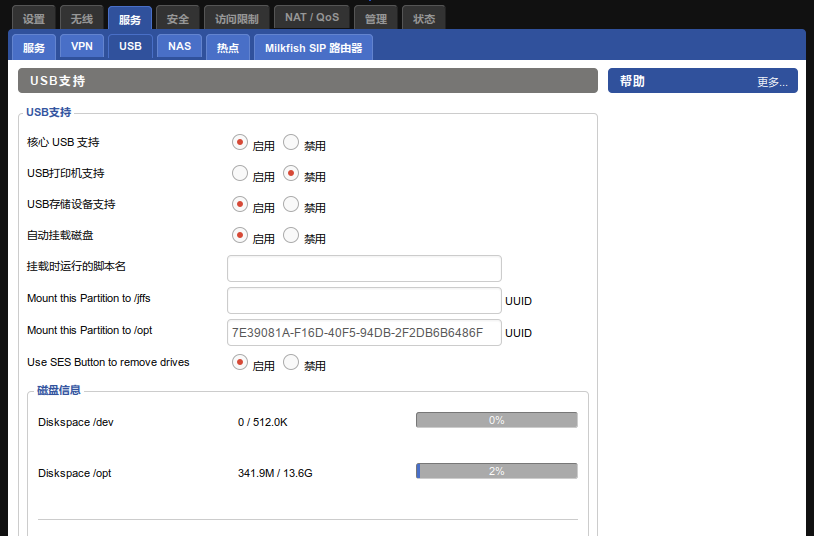 设置 无线 服务 安全 访问限制 NAT / QoS 管理 状态
服务 VPN USB NAS 热点 Milkfish SIP 路由器
USB支持 帮助 更多...
USB支持
核心 USB 支持 启用 禁用
USB打印机支持 启用 禁用
USB存储设备支持 启用 禁用
自动挂载磁盘 启用 禁用
挂载时运行的脚本名
Mount this Partition to /jffs UUID
Mount this Partition to /opt 7E39081A-F16D-40F5-94DB-2F2DB6B6486F UUID
Use SES Button to remove drives 启用 禁用
磁盘信息
Diskspace /dev 0 / 512.0K 0%
Diskspace /opt 341.9M / 13.6G 2%